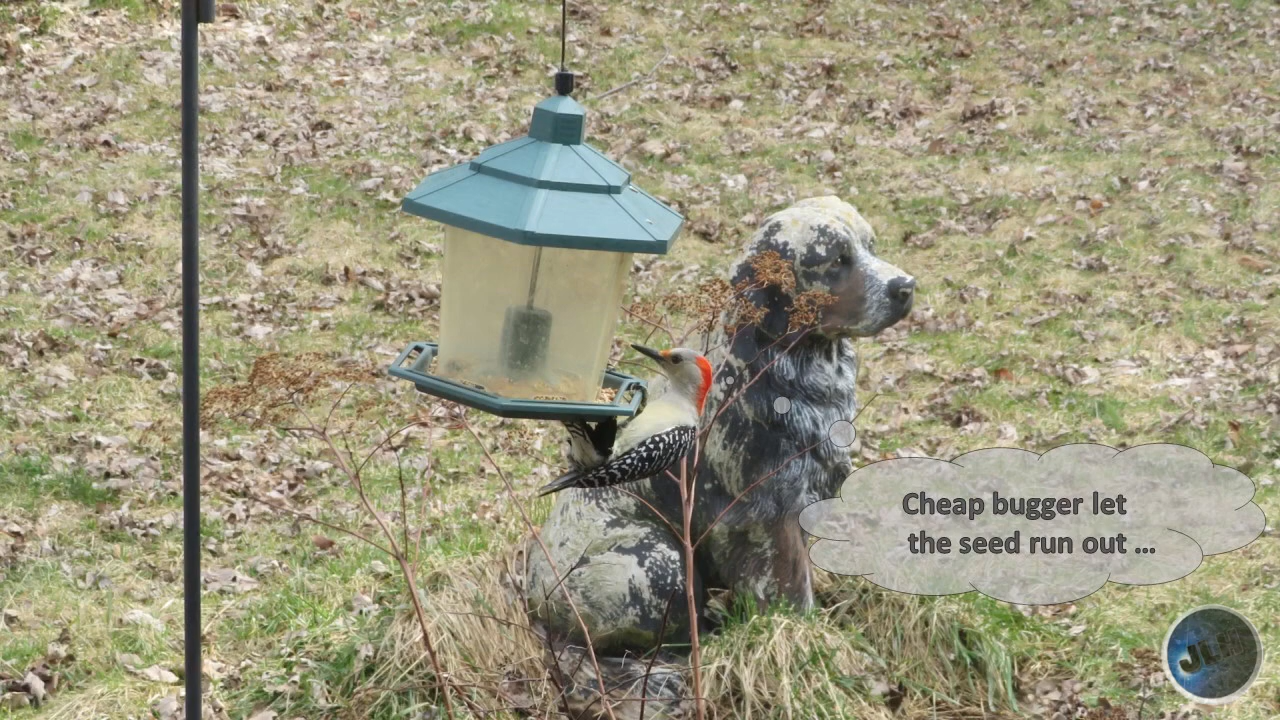 Cheap bugger let
the seed run out ...